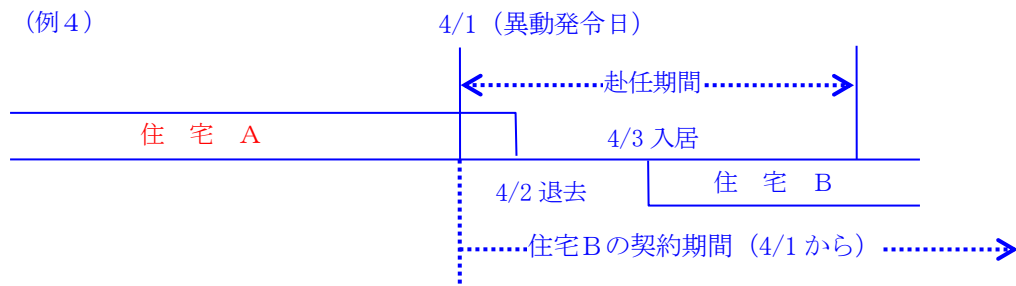 (例４)
4/1（異動発令日）
赴任期間
住　宅　Ａ
4/3 入居
4/2 退去
住　宅　Ｂ
住宅Ｂの契約期間（4/1 から）